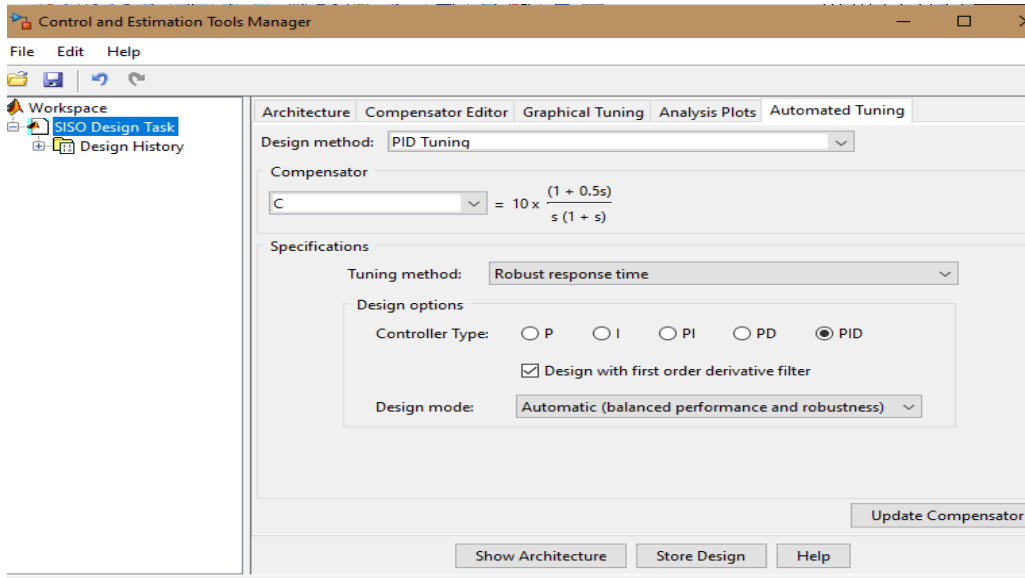 Control and Estimation Tools Manager
File Edit Help
Workspace
SISO Design Task
Design History
Architecture Compensator Editor Graphical Tuning Analysis Plots Automated Tuning
Design method: PID Tuning
Compensator
C = 10 x (1 + 0.5s)
s (1 + s)
Specifications
Tuning method: Robust response time
Design options
Controller Type: P I PI PD PID
Design with first order derivative filter
Design mode: Automatic (balanced performance and robustness)
Update Compensator
Show Architecture Store Design Help